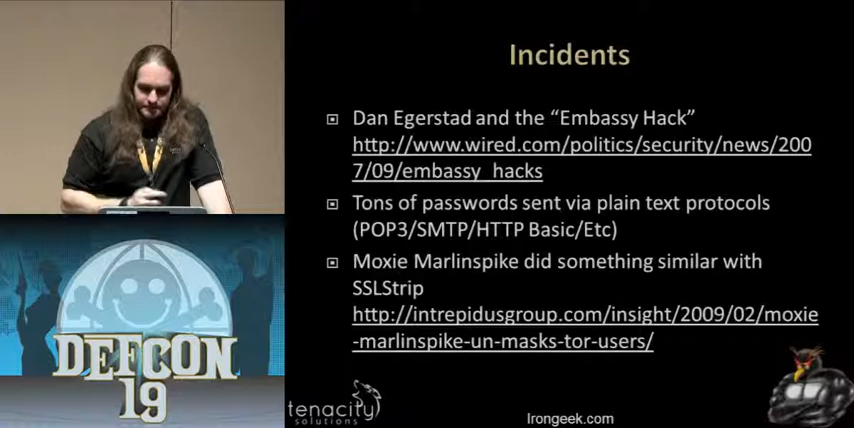 Incidents
Dan Egerstad and the “Embassy Hack”
http://www.wired.com/politics/security/news/200
7/09/embassy_hacks
Tons of passwords sent via plain text protocols
(POP3/SMTP/HTTP Basic/Etc)
Moxie Marlinspike did something similar with
SSLStrip
http://intrepidusgroup.com/insight/2009/02/moxie
-marlinspike-un-masks-tor-users/
DEFCON
19
tenacity
solutions
Irongeek.com